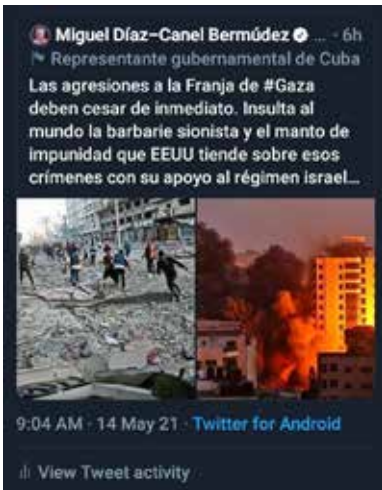 Miguel Díaz-Canel Bermúdez ... · 6h
Representante gubernamental de Cuba
Las agresiones a la Franja de #Gaza
deben cesar de inmediato. Insulta al
mundo la barbarie sionista y el manto de
impunidad que EEUU tiende sobre esos
crímenes con su apoyo al régimen israel...
9:04 AM · 14 May 21 · Twitter for Android
View Tweet activity